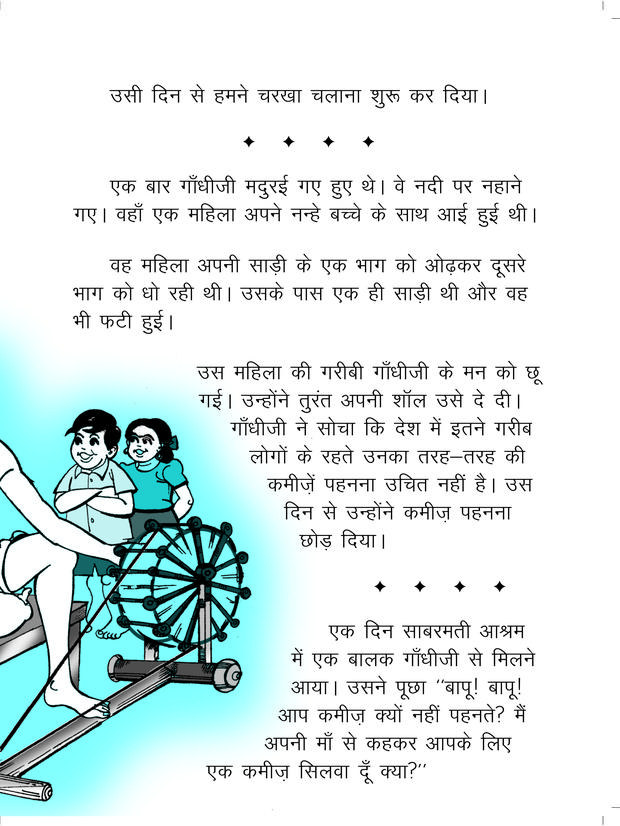 उसी दिन से हमने चरखा चलाना शुरू कर दिया।
एक बार गाँधीजी मदुरई गए हुए थे। वे नदी पर नहाने
गए। वहाँ एक महिला अपने नन्हे बच्चे के साथ आई हुई थी।
वह महिला अपनी साड़ी के एक भाग को ओढ़कर दूसरे
भाग को धो रही थी। उसके पास एक ही साड़ी थी और वह
भी फटी हुई।
उस महिला की गरीबी गाँधीजी के मन को छू
गई। उन्होंने तुरंत अपनी शॉल उसे दे दी।
गाँधीजी ने सोचा कि देश में इतने गरीब
लोगों के रहते उनका तरह–तरह की
कमीज़ें पहनना उचित नहीं है। उस
दिन से उन्होंने कमीज़ पहनना
छोड़ दिया।
एक दिन साबरमती आश्रम
में एक बालक गाँधीजी से मिलने
आया। उसने पूछा "बापू! बापू!
आप कमीज़ क्यों नहीं पहनते? मैं
अपनी माँ से कहकर आपके लिए
एक कमीज़ सिलवा दूँ क्या?"